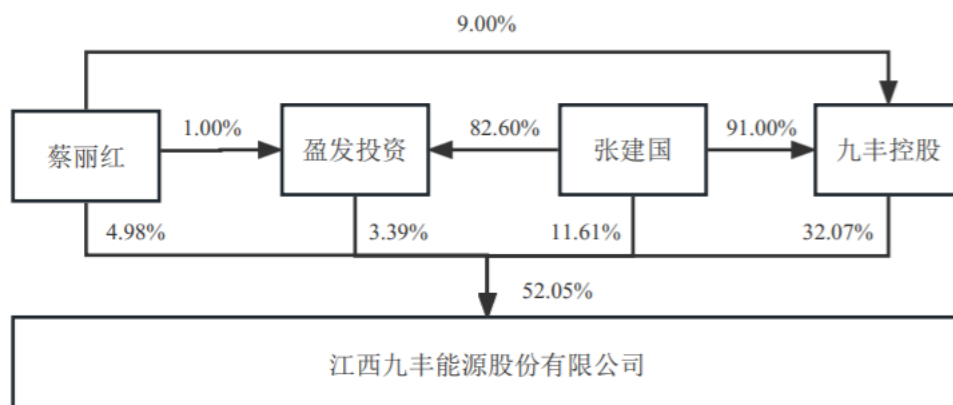 9.00%
蔡丽红
1.00%
盈发投资
82.60%
张建国
91.00%
九丰控股
4.98%
3.39%
11.61%
32.07%
52.05%
江西九丰能源股份有限公司